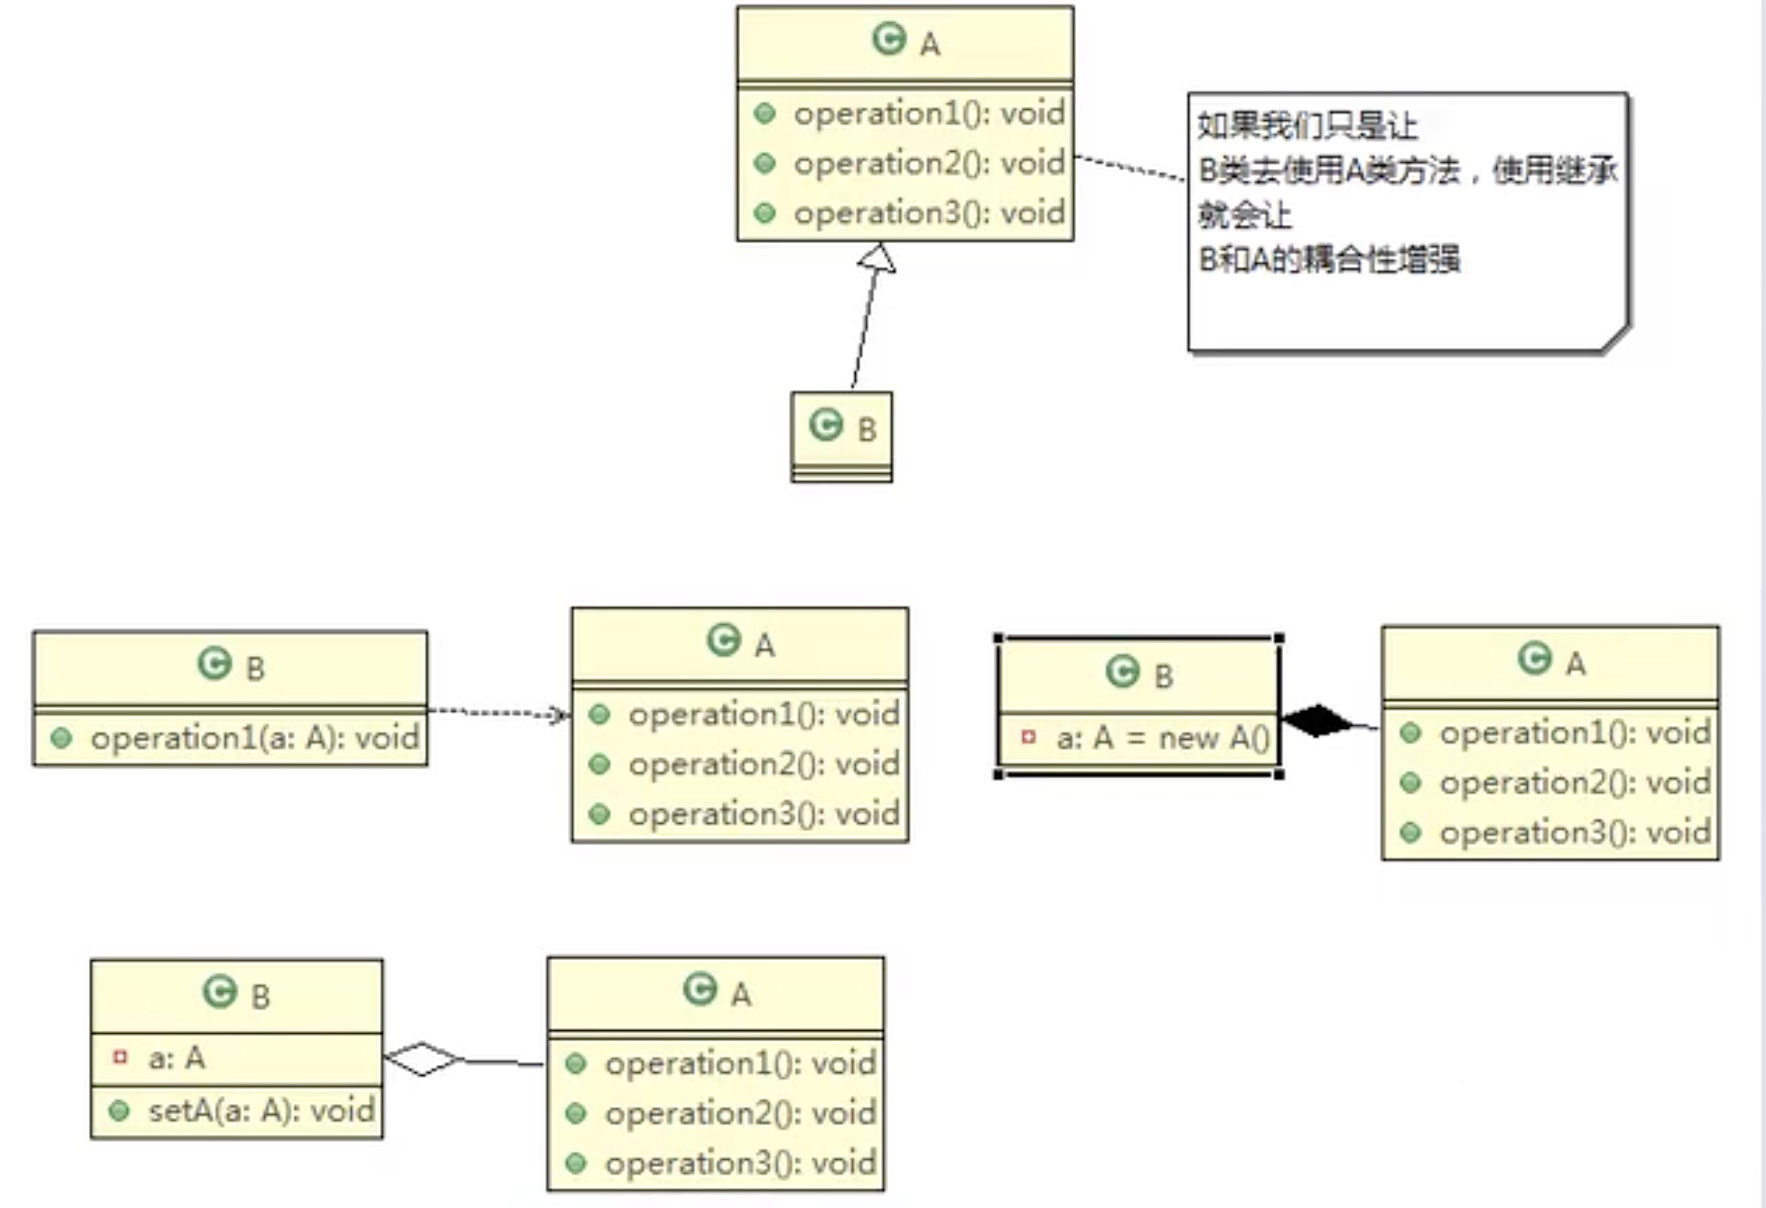 A
operation1(): void
operation2(): void
operation3(): void
如果我们只是让
B类去使用A类方法，使用继承
就会让
B和A的耦合性增强
B
B
operation1(a: A): void
A
operation1(): void
operation2(): void
operation3(): void
B
a: A = new A()
A
operation1(): void
operation2(): void
operation3(): void
B
a: A
setA(a: A): void
A
operation1(): void
operation2(): void
operation3(): void